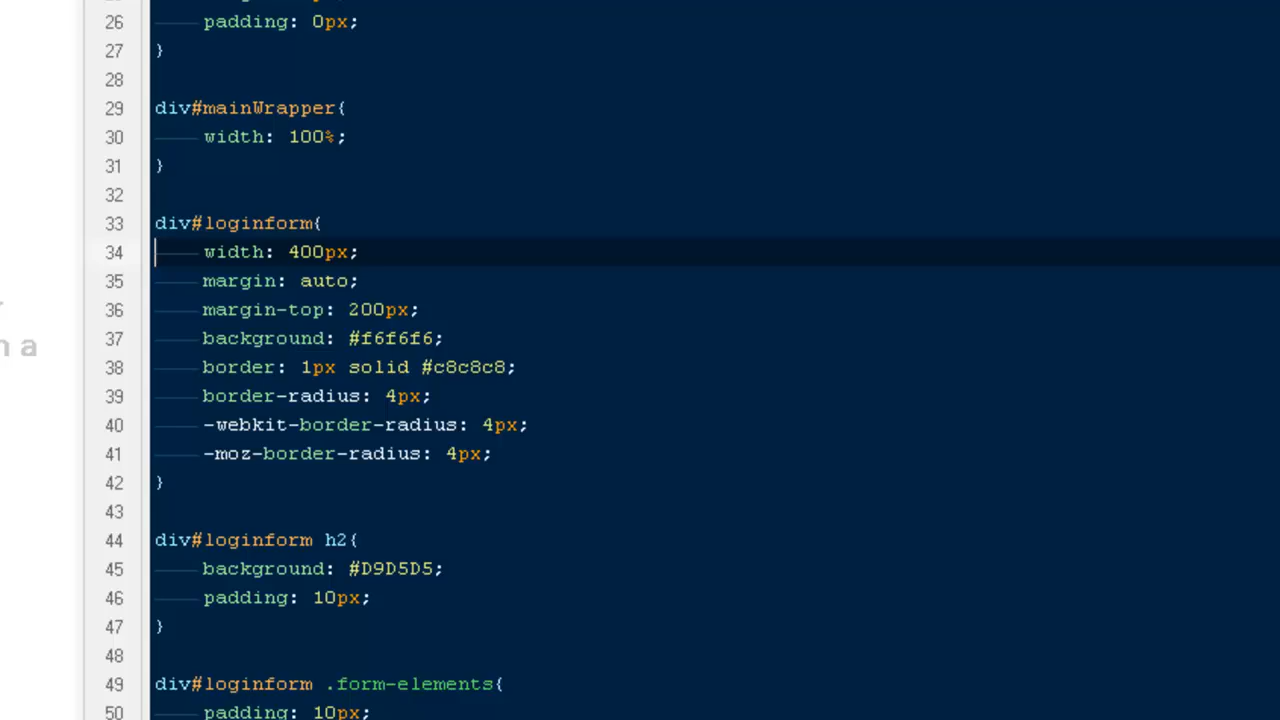 26 padding: 0px;
27 }
28
29 div#mainWrapper{
30 width: 100%;
31 }
32
33 div#loginform{
34 width: 400px;
35 margin: auto;
36 margin-top: 200px;
37 background: #f6f6f6;
38 border: 1px solid #c8c8c8;
39 border-radius: 4px;
40 -webkit-border-radius: 4px;
41 -moz-border-radius: 4px;
42 }
43
44 div#loginform h2{
45 background: #D9D5D5;
46 padding: 10px;
47 }
48
49 div#loginform .form-elements{
50 padding: 10px;
n a